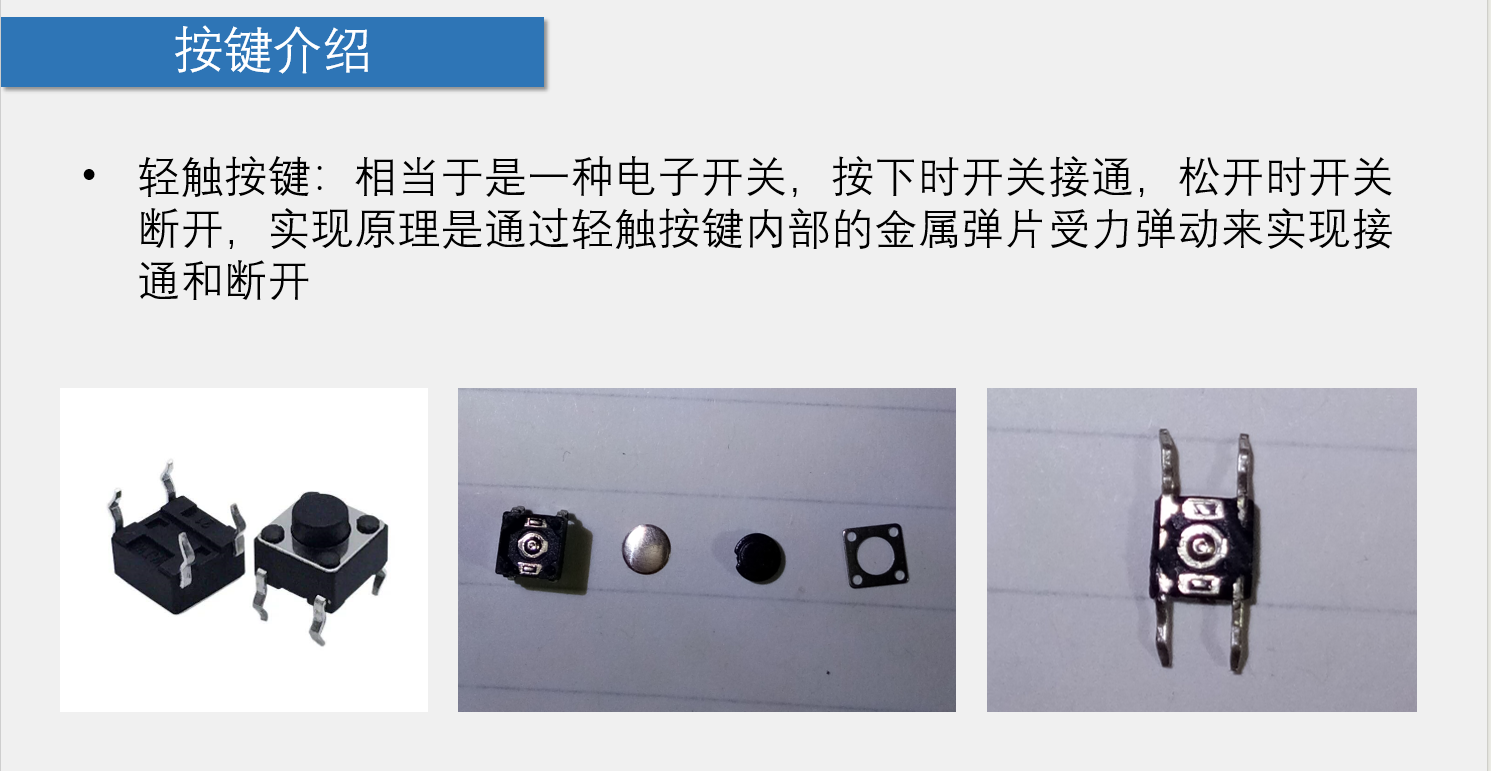 按键介绍
• 轻触按键：相当于是一种电子开关，按下时开关接通，松开时开关
断开，实现原理是通过轻触按键内部的金属弹片受力弹动来实现接
通和断开